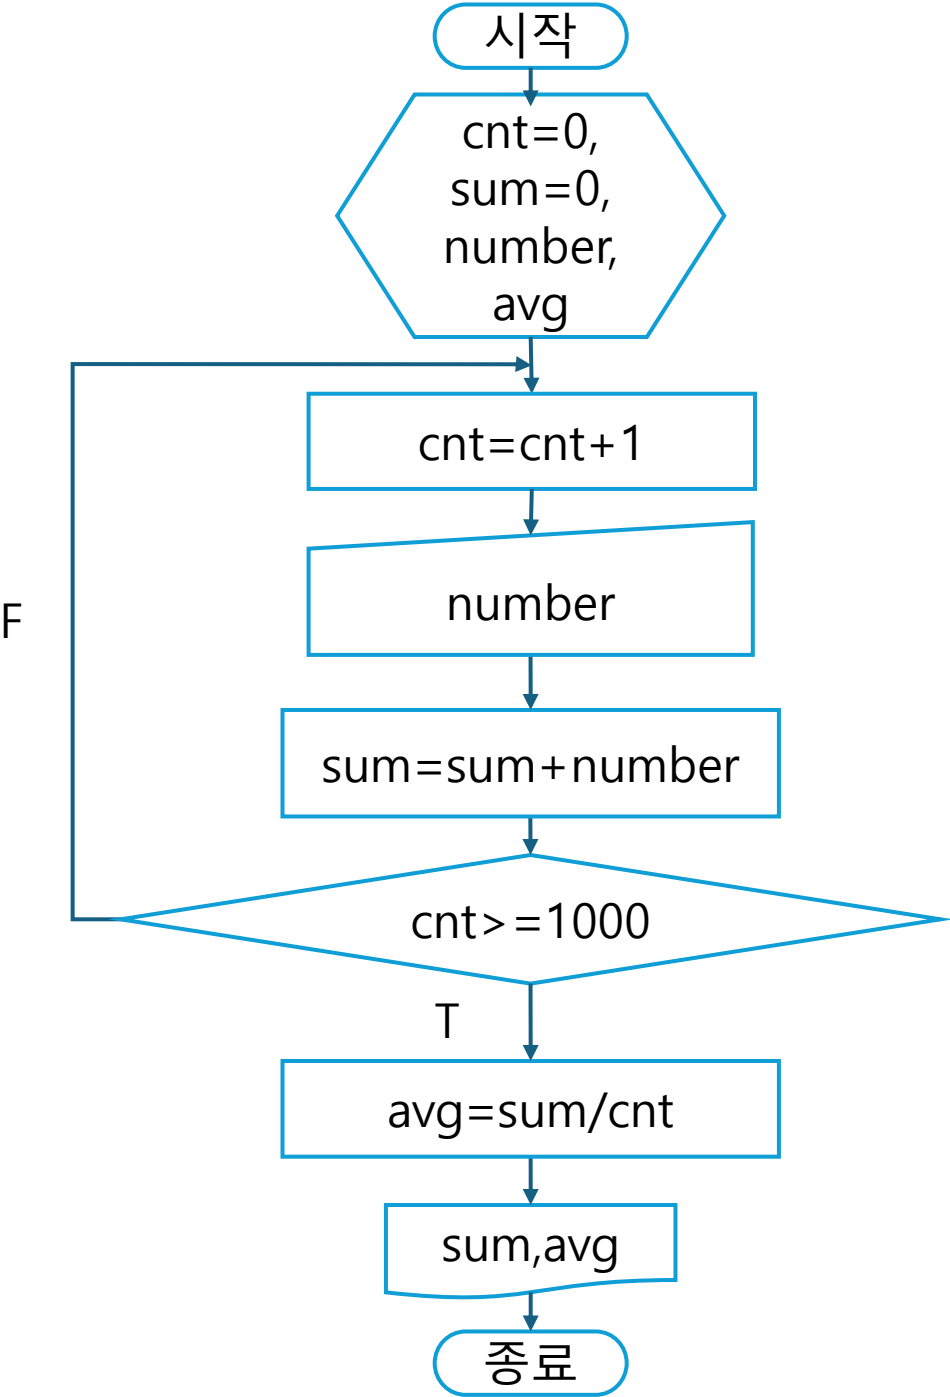 시작
cnt=0,
sum=0,
number,
avg
cnt=cnt+1
number
F
sum=sum+number
cnt>=1000
T
avg=sum/cnt
sum,avg
종료